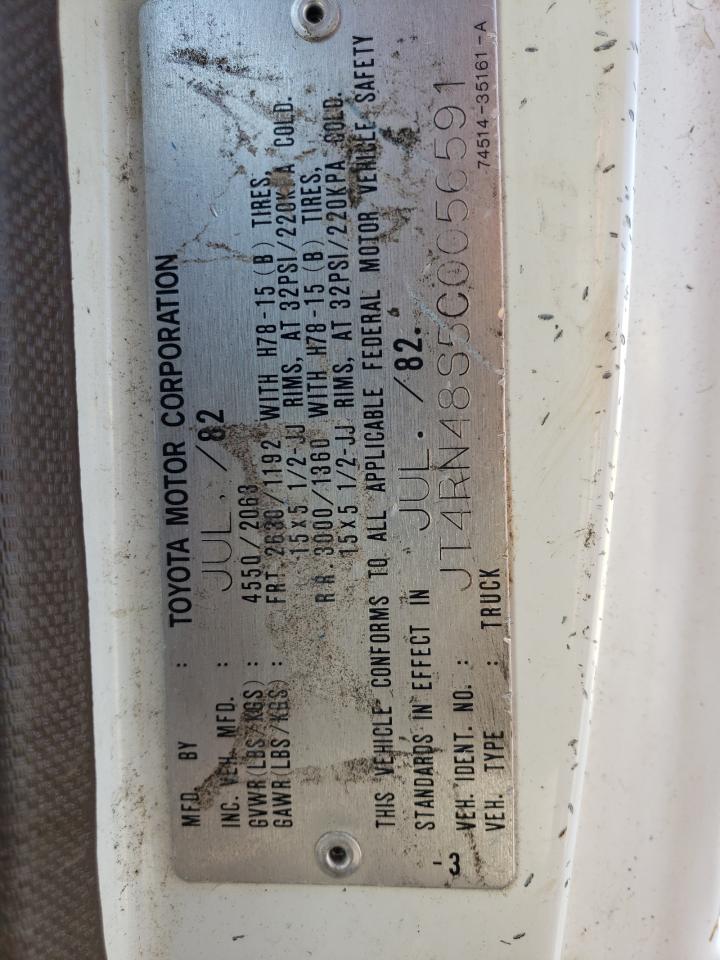 MFD. BY : TOYOTA MOTOR CORPORATION
INC. VEH. MFD. : JUL. /82
GVWR(LBS/KGS) : 4550/2063
GAWR(LBS/KGS) : FRT 2630/1192 WITH H78-15 (B) TIRES,
15X5 1/2-JJ RIMS, AT 32PSI/220KPA COLD.
RR 3000/1360 WITH H78-15 (B) TIRES,
15X5 1/2-JJ RIMS, AT 32PSI/220KPA COLD.
THIS VEHICLE CONFORMS TO ALL APPLICABLE FEDERAL MOTOR VEHICLE SAFETY
STANDARDS IN EFFECT IN JUL. /82.
VEH. IDENT. NO. : JT4RN48S5C0056591
VEH. TYPE : TRUCK
74514-35161-A
3